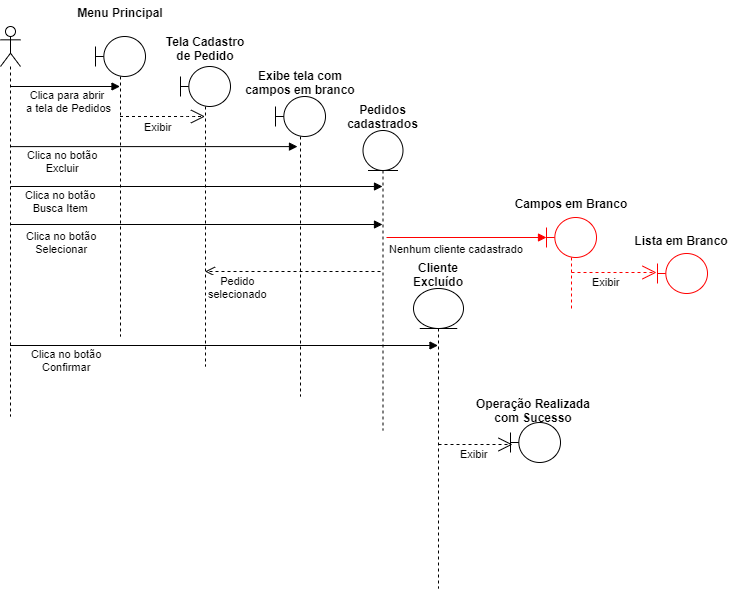 Menu Principal
Tela Cadastro
de Pedido
Exibe tela com
campos em branco
Pedidos
cadastrados
Clica para abrir
a tela de Pedidos
Exibir
Clica no botão
Excluir
Clica no botão
Busca Item
Clica no botão
Selecionar
Campos em Branco
Nenhum cliente cadastrado
Lista em Branco
Exibir
Pedido
selecionado
Cliente
Excluído
Clica no botão
Confirmar
Operação Realizada
com Sucesso
Exibir